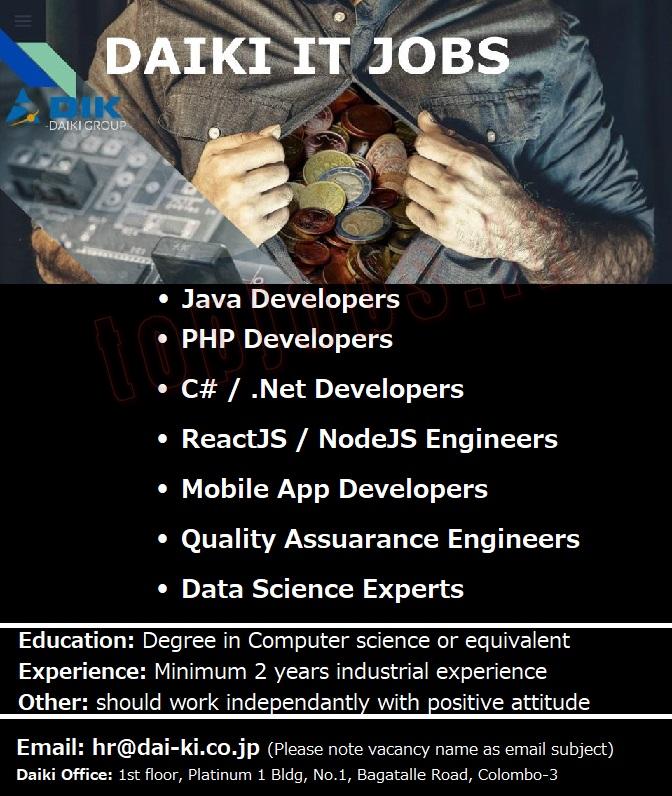 DAIKI IT JOBS
DIK
-DAIKI GROUP
• Java Developers
• PHP Developers
• C# / .Net Developers
• ReactJS / NodeJS Engineers
• Mobile App Developers
• Quality Assuarance Engineers
• Data Science Experts
Education: Degree in Computer science or equivalent
Experience: Minimum 2 years industrial experience
Other: should work independantly with positive attitude
Email: hr@dai-ki.co.jp (Please note vacancy name as email subject)
Daiki Office: 1st floor, Platinum 1 Bldg, No.1, Bagatalle Road, Colombo-3